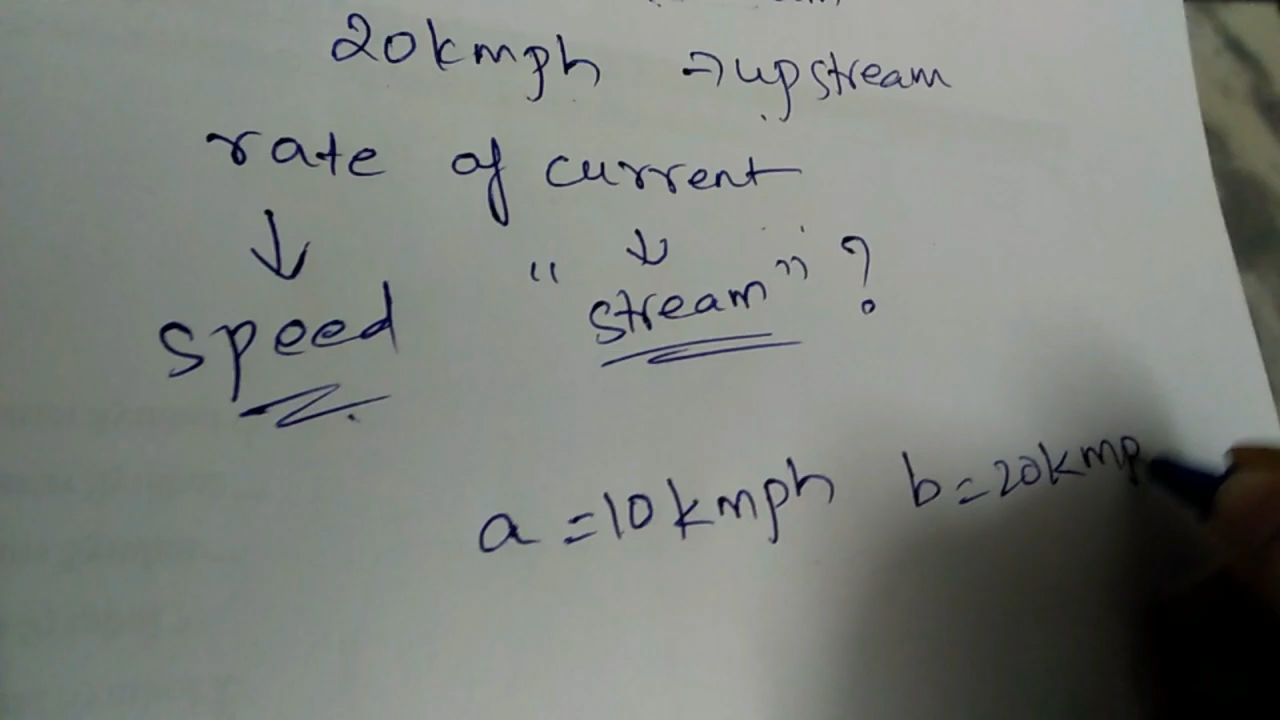 20kmph ⇒upstream
rate of current
↓ ↓
speed "stream" ?
a =10kmph b=20kmp